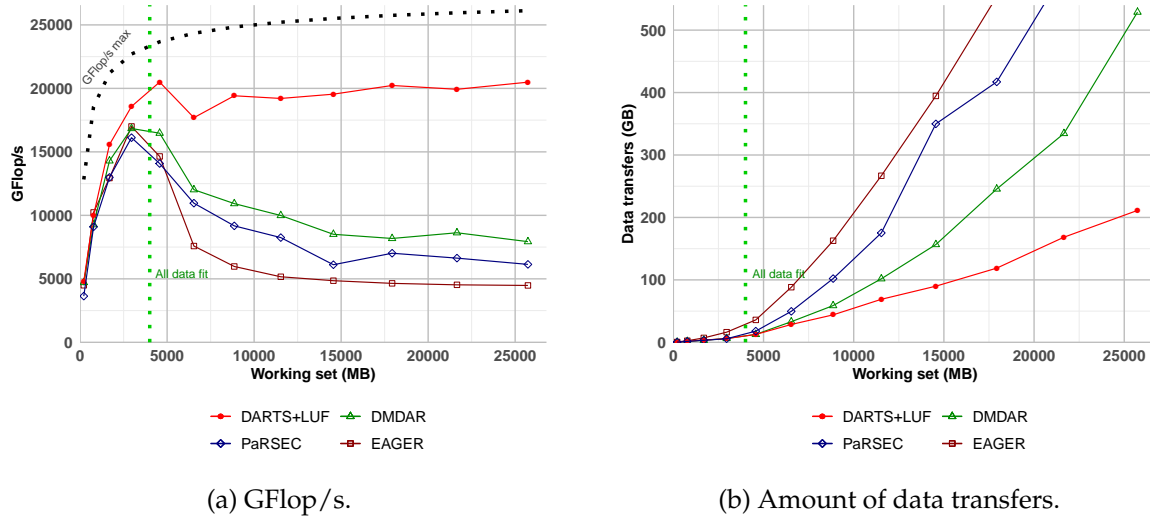 25000
20000
15000
10000
5000
0
GFlop/s
GFlop/s max
All data fit
0 5000 10000 15000 20000 25000
Working set (MB)
DARTS+LUF DMDAR
PaRSEC EAGER
(a) GFlop/s.
500
400
300
200
100
0
Data transfers (GB)
All data fit
0 5000 10000 15000 20000 25000
Working set (MB)
DARTS+LUF DMDAR
PaRSEC EAGER
(b) Amount of data transfers.